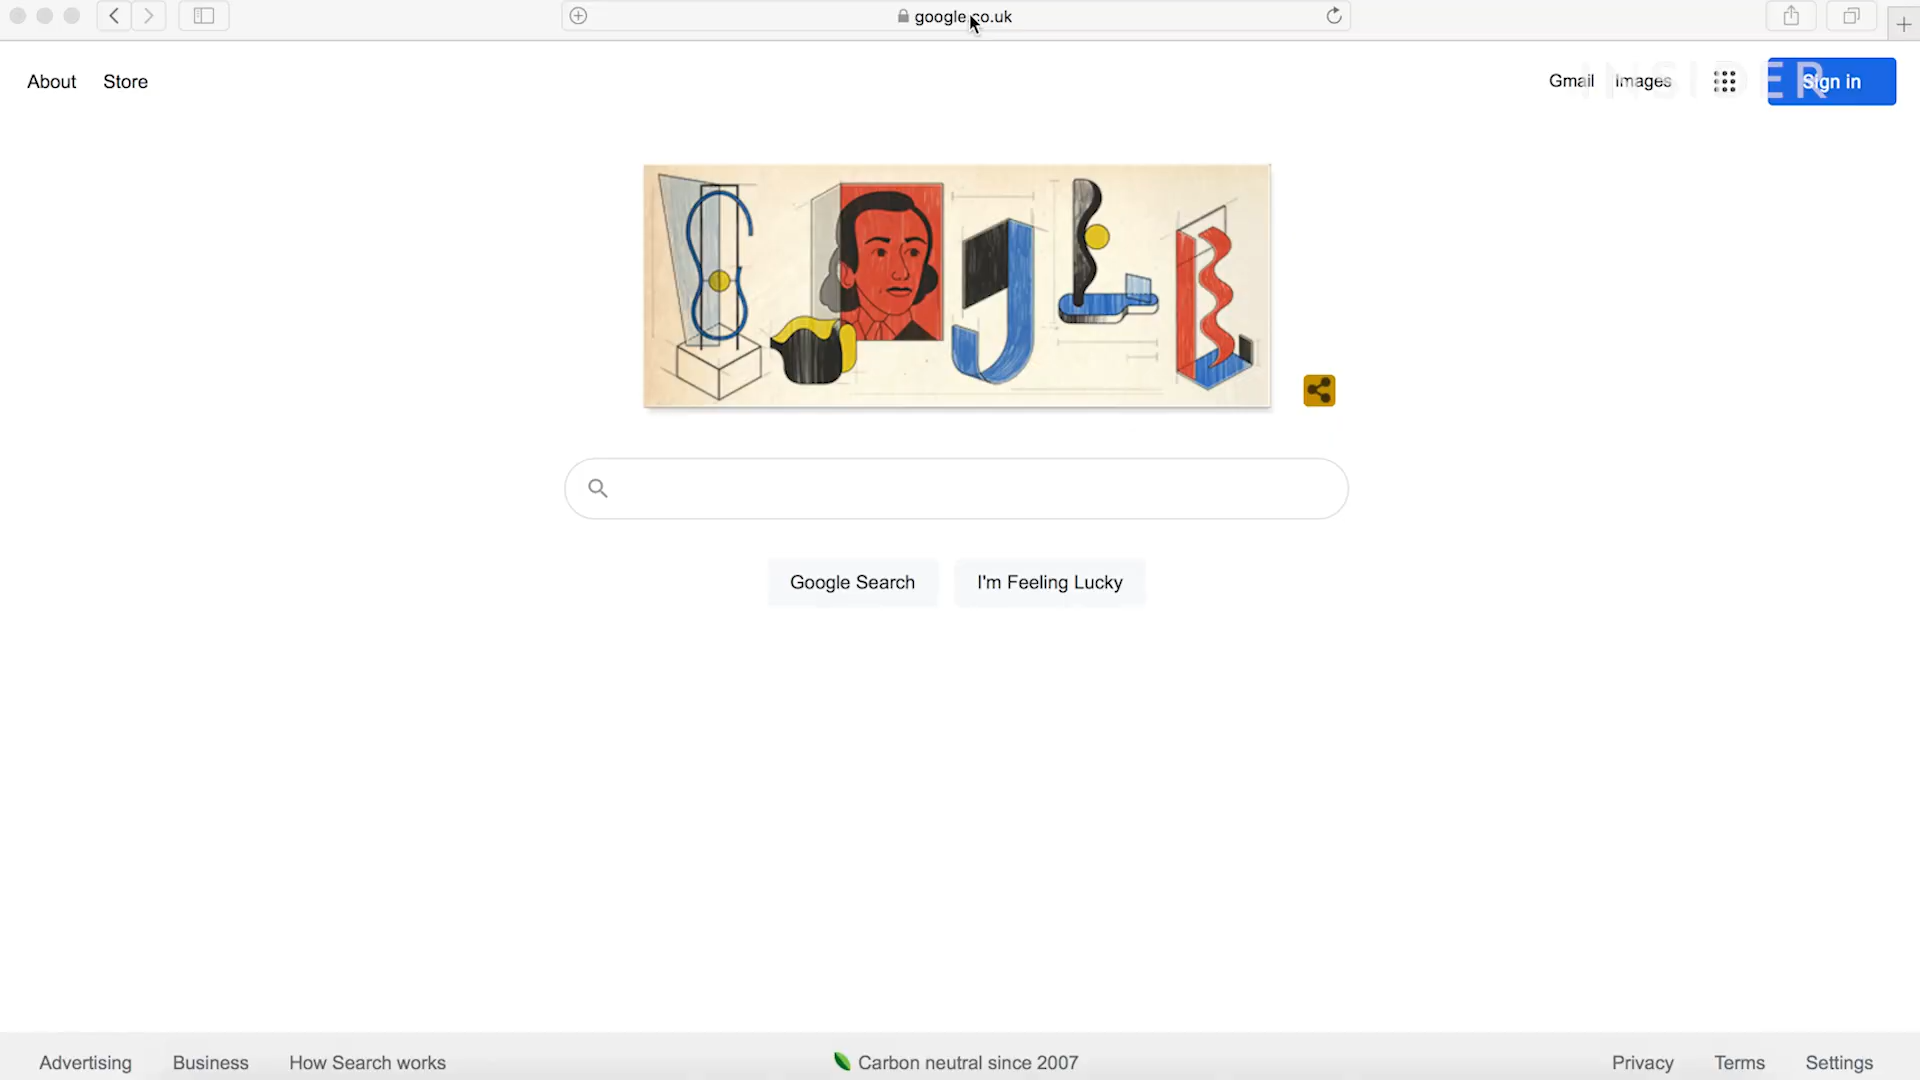 google.co.uk
About Store
Gmail Images
INSIDER
Sign in
Google Search I'm Feeling Lucky
Advertising Business How Search works
Carbon neutral since 2007
Privacy Terms Settings